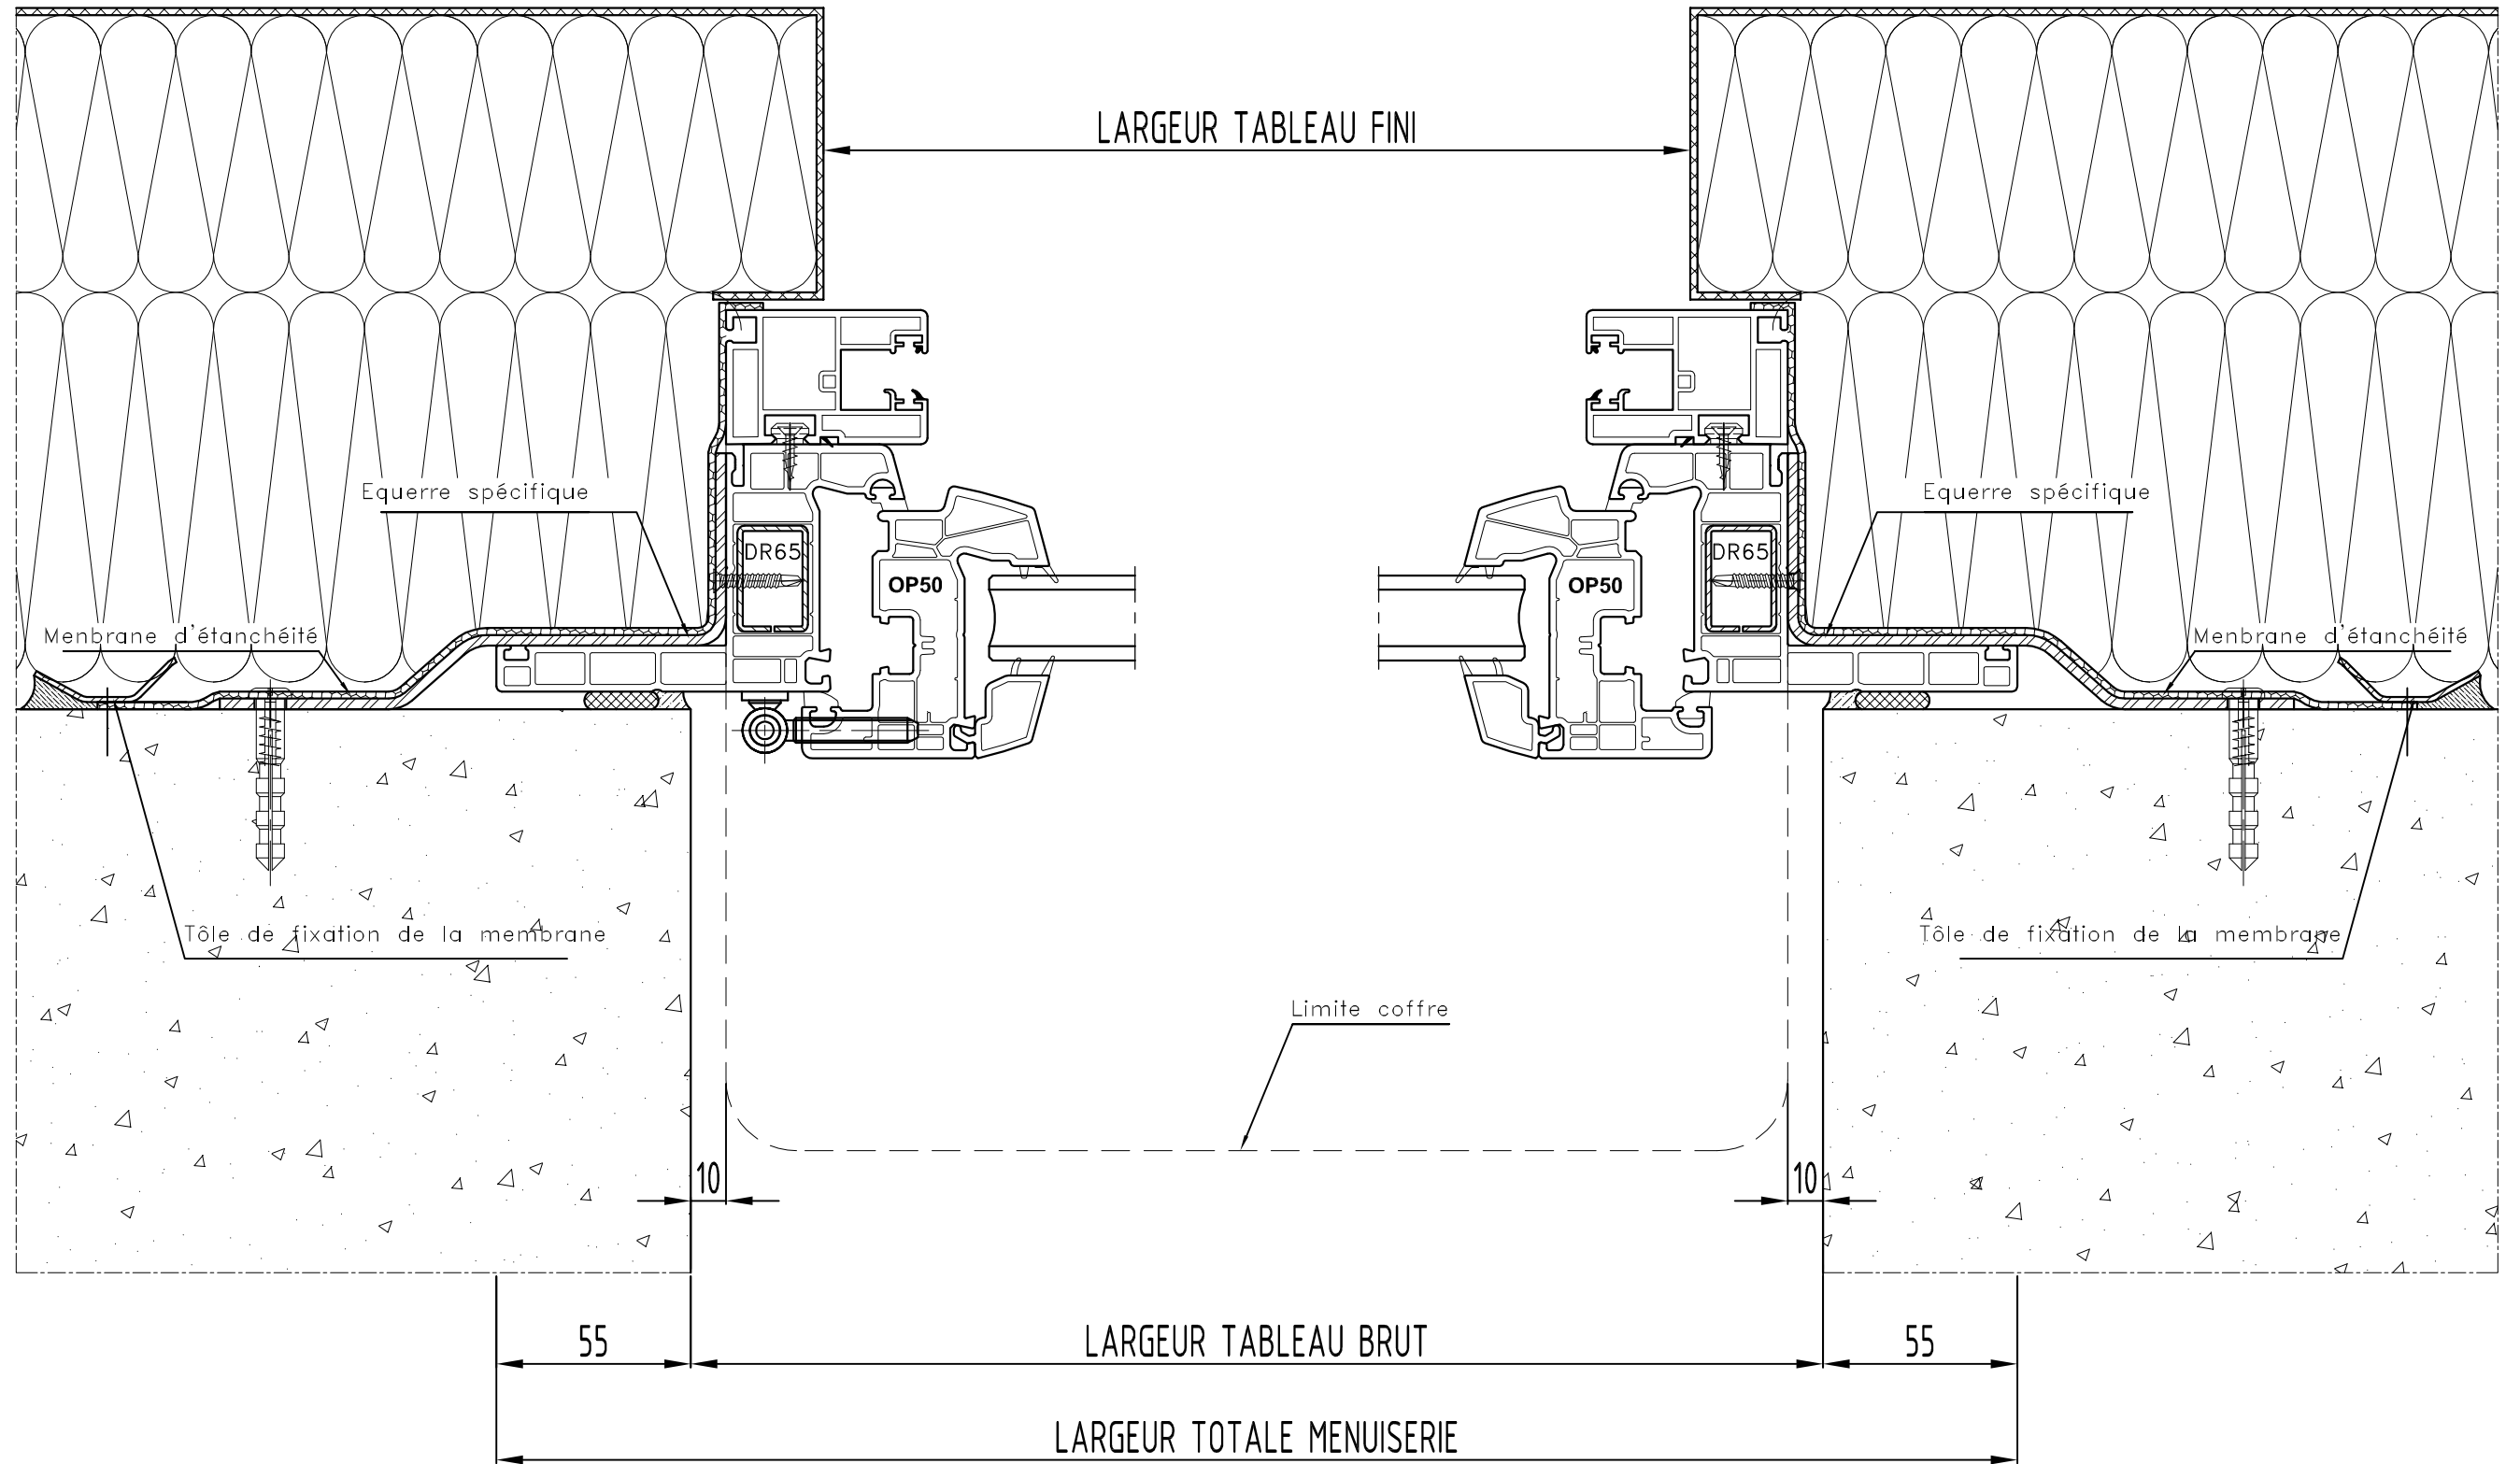 LARGEUR TABLEAU FINI
Equerre spécifique
Equerre spécifique
DR65
DR65
OP50
OP50
Menbrane d'étanchéité
Menbrane d'étanchéité
Tôle de fixation de la membrane
Tôle de fixation de la membrane
Limite coffre
10
10
55
LARGEUR TABLEAU BRUT
55
LARGEUR TOTALE MENUISERIE